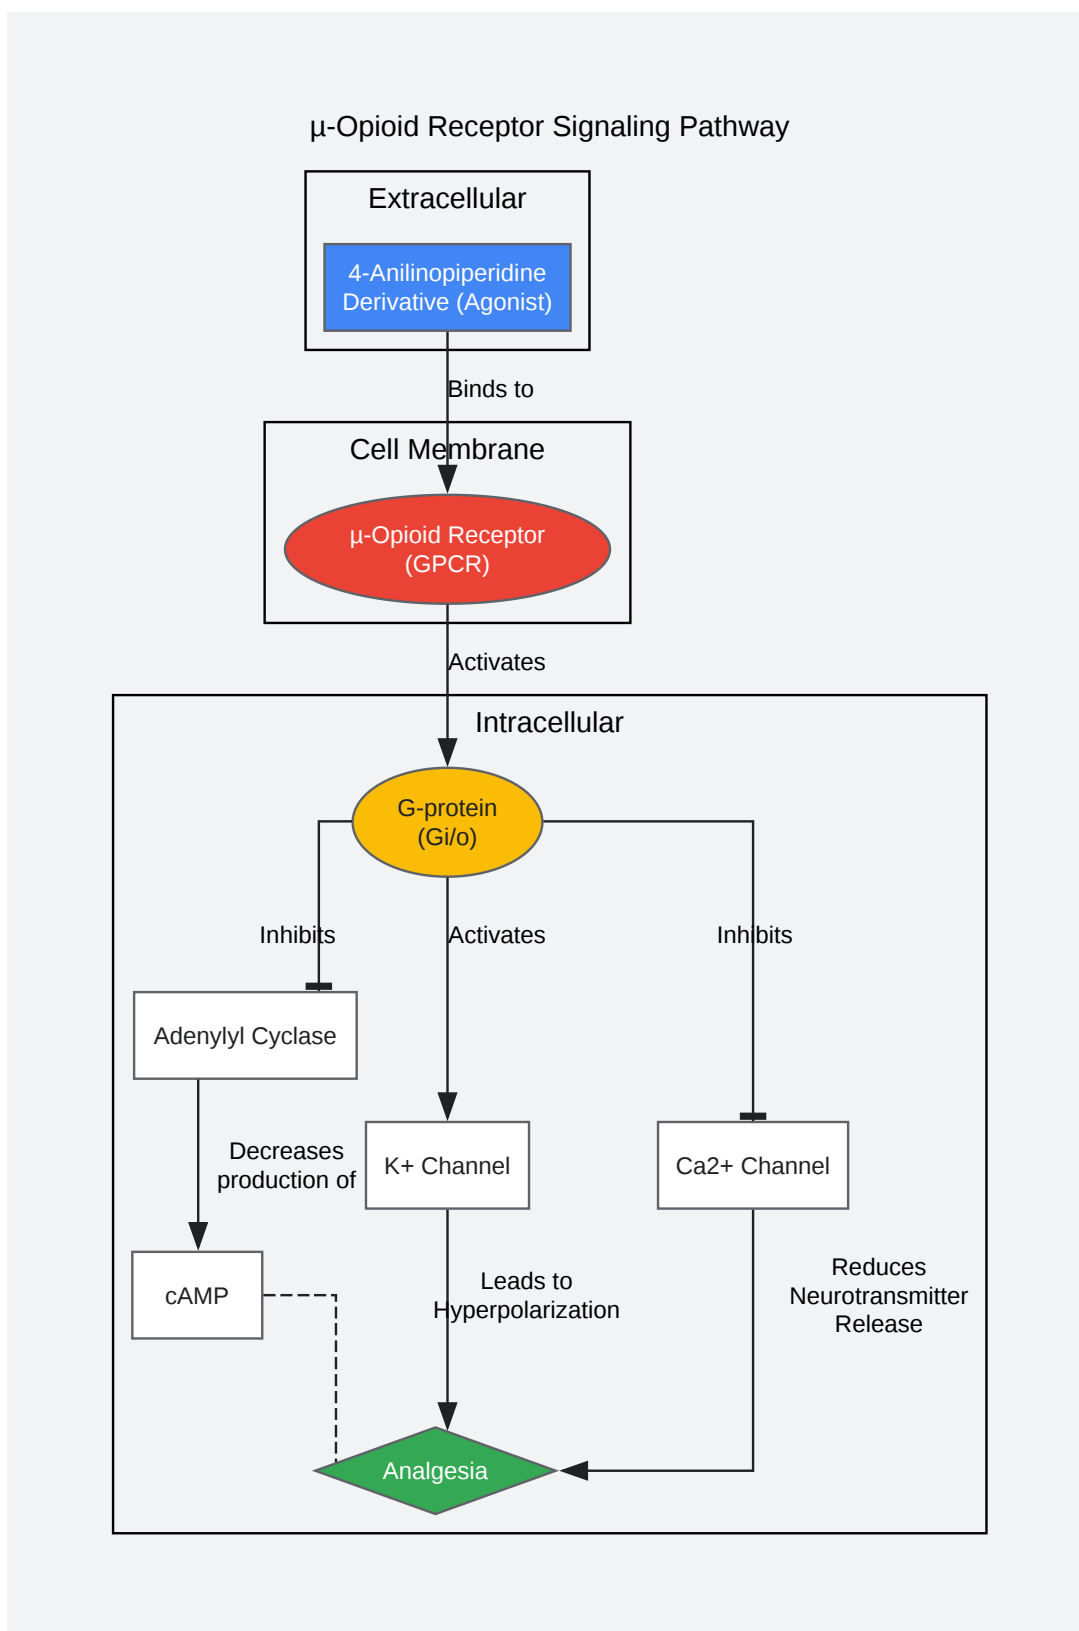 µ-Opioid Receptor Signaling Pathway
Extracellular
4-Anilinopiperidine
Derivative (Agonist)
Binds to
Cell Membrane
µ-Opioid Receptor
(GPCR)
Activates
Intracellular
G-protein
(Gi/o)
Inhibits
Activates
Inhibits
Adenylyl Cyclase
Decreases
production of
K+ Channel
Ca2+ Channel
cAMP
Leads to
Hyperpolarization
Reduces
Neurotransmitter
Release
Analgesia